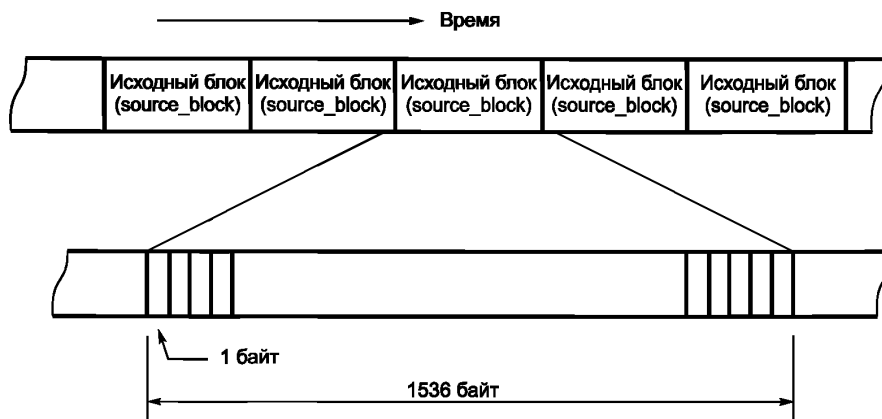 Время
Исходный блок Исходный блок Исходный блок Исходный блок Исходный блок
(source_block) (source_block) (source_block) (source_block) (source_block)
1 байт
1536 байт